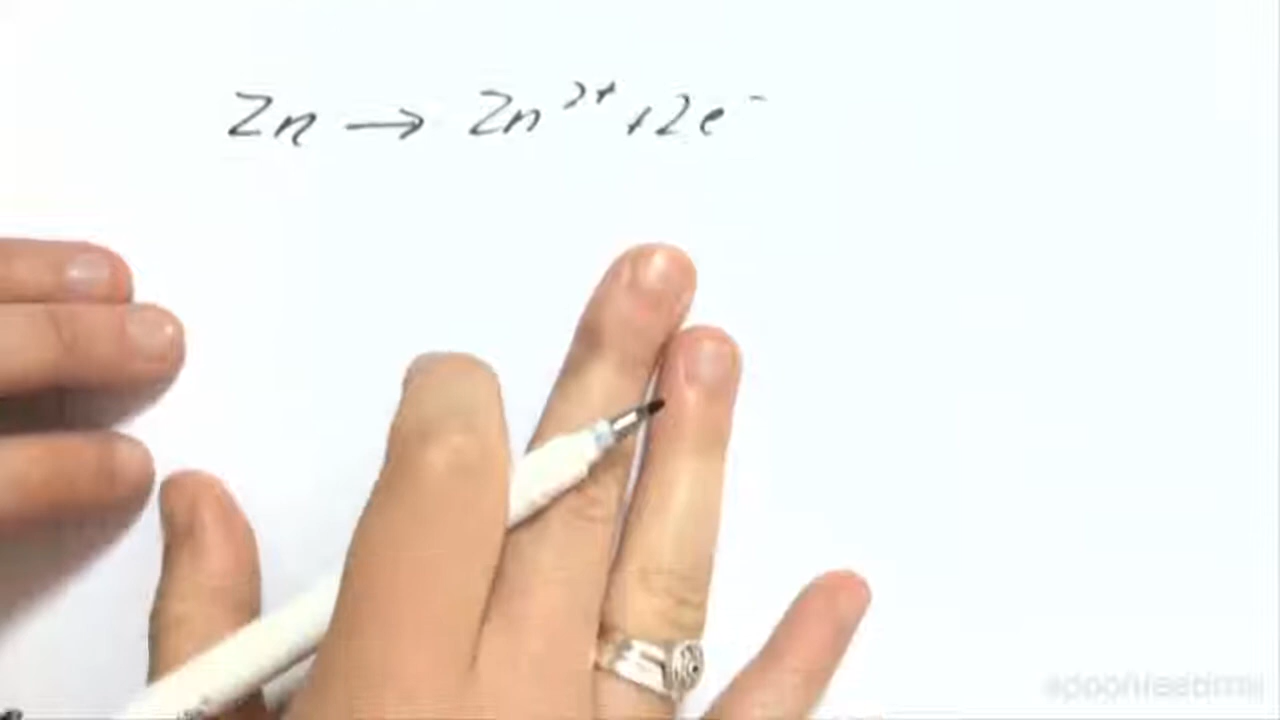 Zn → Zn²⁺ + 2e⁻